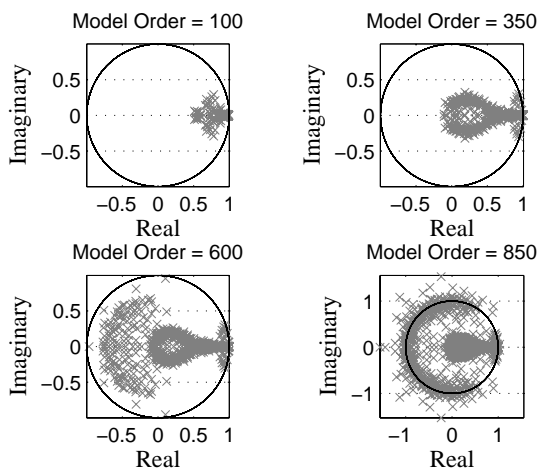 Model Order = 100
Imaginary
0.5
0
−0.5
−0.5 0 0.5 1
Real
Model Order = 350
Imaginary
0.5
0
−0.5
−0.5 0 0.5 1
Real
Model Order = 600
Imaginary
0.5
0
−0.5
−0.5 0 0.5 1
Real
Model Order = 850
Imaginary
1
0
−1
−1 0 1
Real